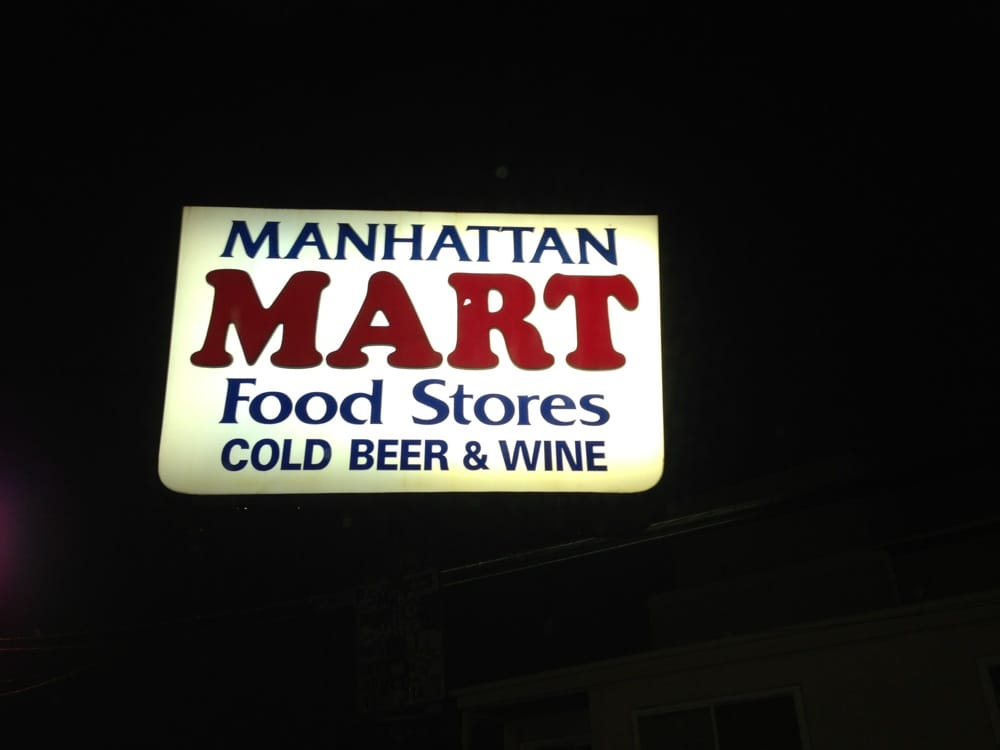 MANHATTAN
MART
Food Stores
COLD BEER & WINE